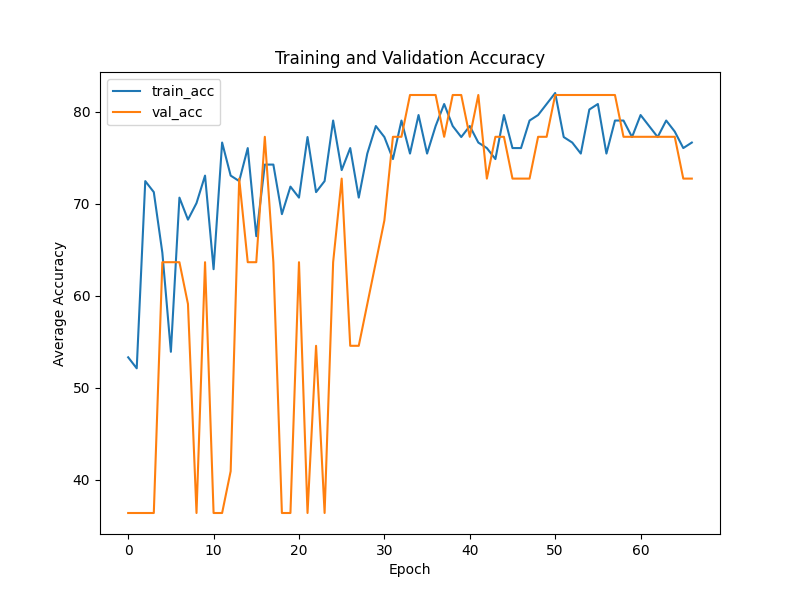 Training and Validation Accuracy
train_acc
val_acc
80
70
60
50
40
Average Accuracy
0 10 20 30 40 50 60
Epoch